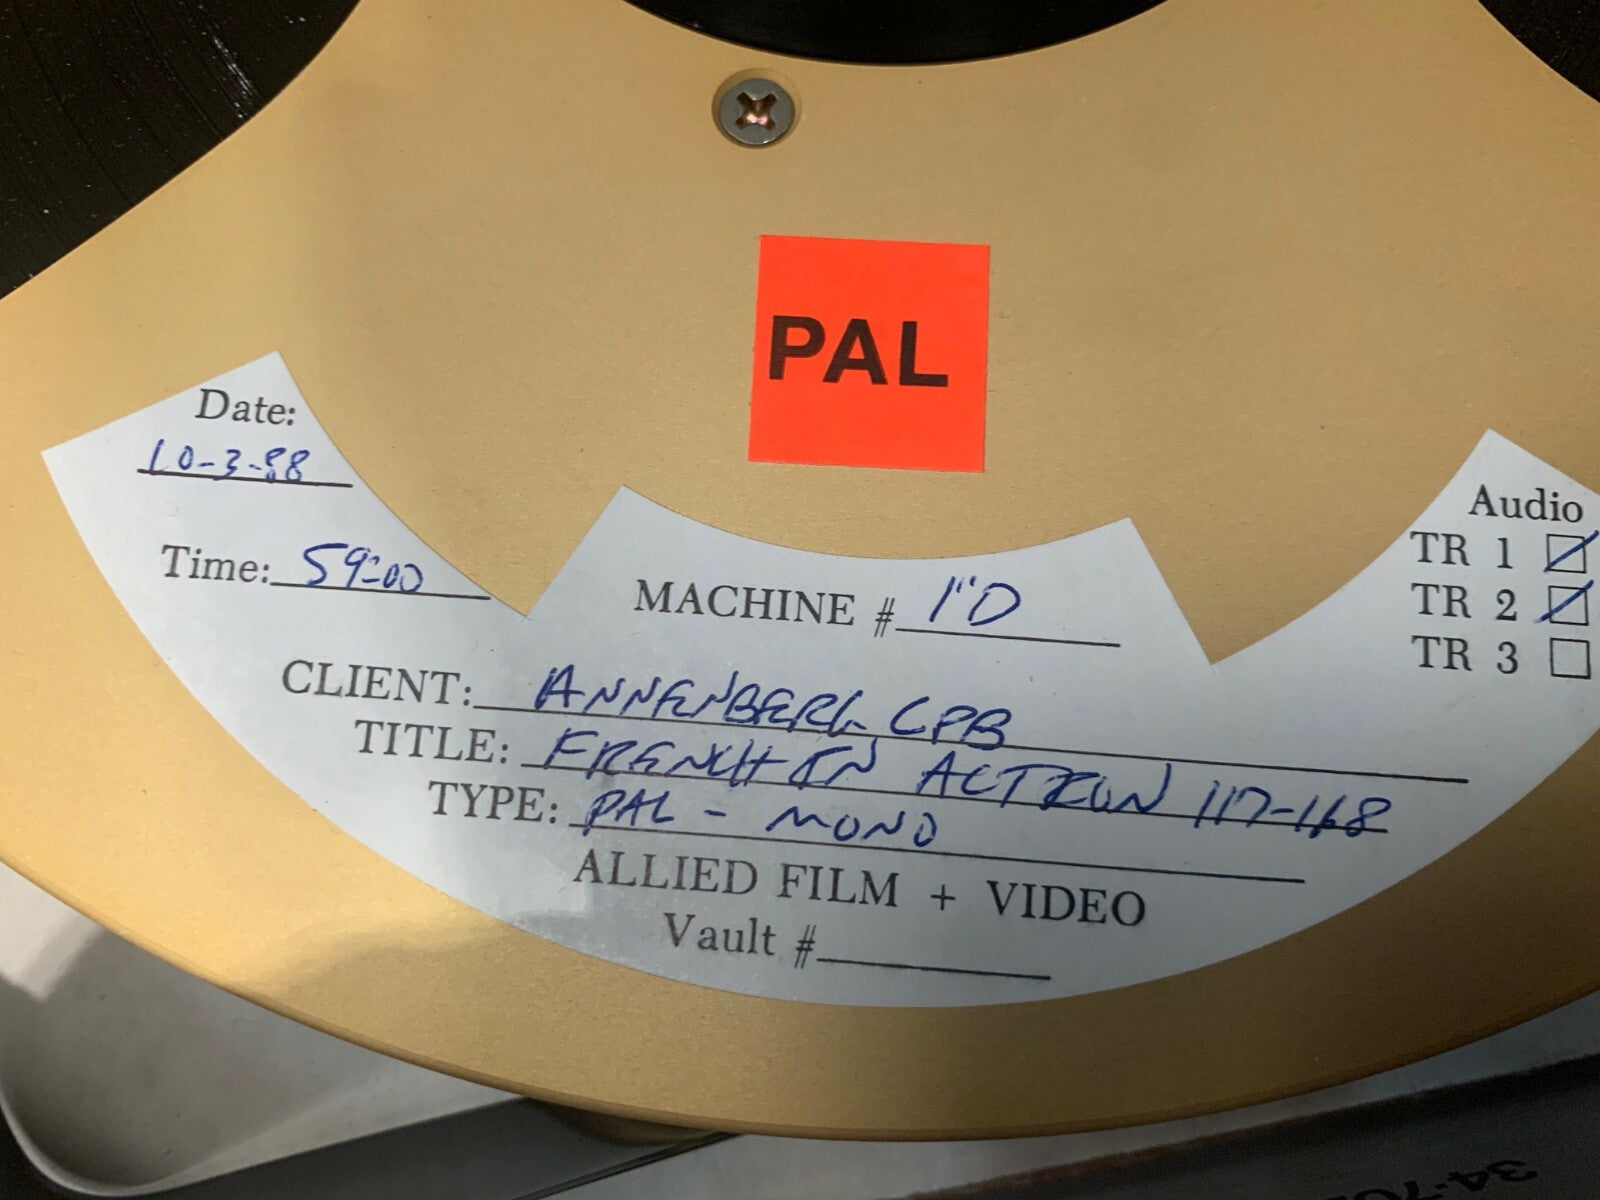 PAL
Date:
10-3-88
Time: 59:00
MACHINE # 1"D
Audio
TR 1
TR 2
TR 3
CLIENT: ANNENBERG CPB
TITLE: FRENCH IN ACTION 117-168
TYPE: PAL - MONO
ALLIED FILM + VIDEO
Vault #